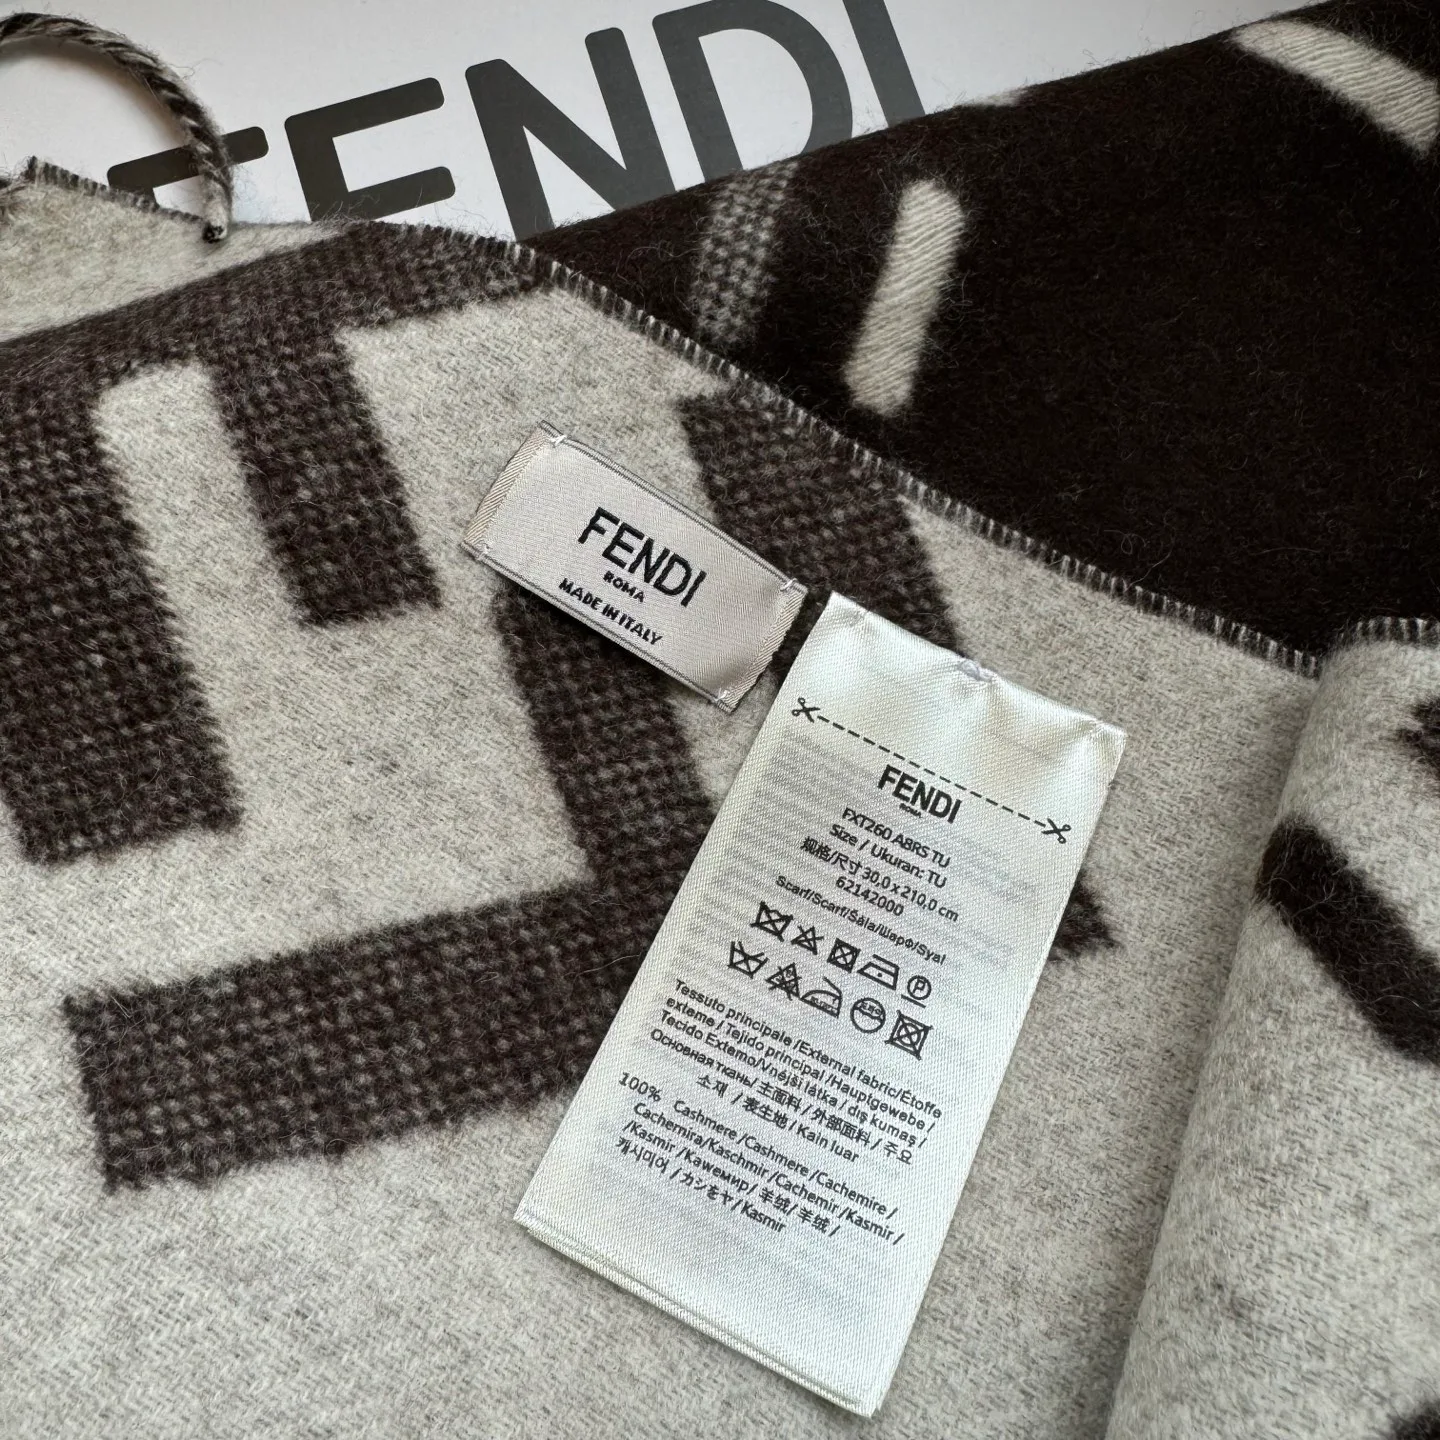 FENDI
FENDI
ROMA
MADE IN ITALY
FENDI
ROMA
FXT260 A8RS TU
Size / Ukuran: TU
规格/尺寸 30,0 x 210,0 cm
62142000
Scarf/Scarf/Šála/Шарф/Syal
P
Tessuto principale /External fabric/Étoffe
externe / Tejido principal /Hauptgewebe /
Tecido Externo/Vnéjši látka / dış kumaş /
Основная ткань/ 主面料 / 外部面料 / 주요
소재 / 表生地 / Kain luar
100% Cashmere /Cashmere /Cachemire /
Cachemira/Kaschmir /Cachemir /Kasmir /
/Kasmir /Кашемир/ 羊绒/ 羊绒 /
캐시미어 /カシミヤ / Kasmir